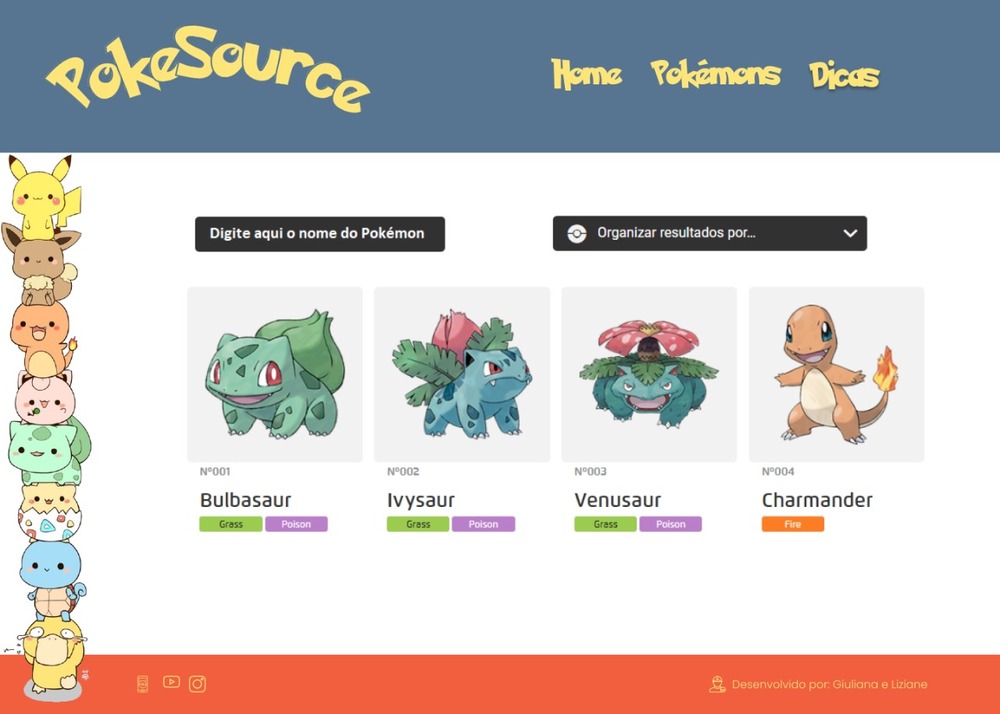 PokeSource
Home Pokémons Dicas
Digite aqui o nome do Pokémon
Organizar resultados por...
Nº001
Bulbasaur
Grass Poison
Nº002
Ivysaur
Grass Poison
Nº003
Venusaur
Grass Poison
Nº004
Charmander
Fire
Desenvolvido por: Giuliana e Liziane